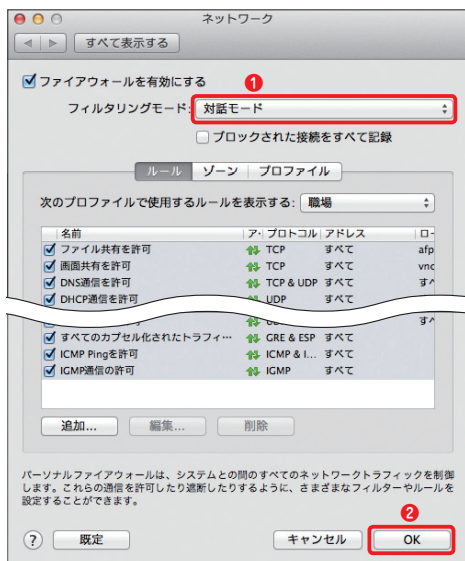 ネットワーク
すべて表示する
ファイアウォールを有効にする
❶
フィルタリングモード: 対話モード
ブロックされた接続をすべて記録
ルール ゾーン プロファイル
次のプロファイルで使用するルールを表示する: 職場
名前 ア· プロトコル アドレス ロ-
ファイル共有を許可 TCP すべて afp
画面共有を許可 TCP すべて vnc
DNS通信を許可 TCP & UDP すべて すへ
DHCP通信を許可 UDP すべて
すべてのカプセル化されたトラフィ… GRE & ESP すべて
ICMP Pingを許可 ICMP & I... すべて
IGMP通信の許可 IGMP すべて
追加... 編集... 削除
パーソナルファイアウォールは、システムとの間のすべてのネットワークトラフィックを制御
します。これらの通信を許可したり遮断したりするように、さまざまなフィルターやルールを
設定することができます。
❷
? 既定 キャンセル OK